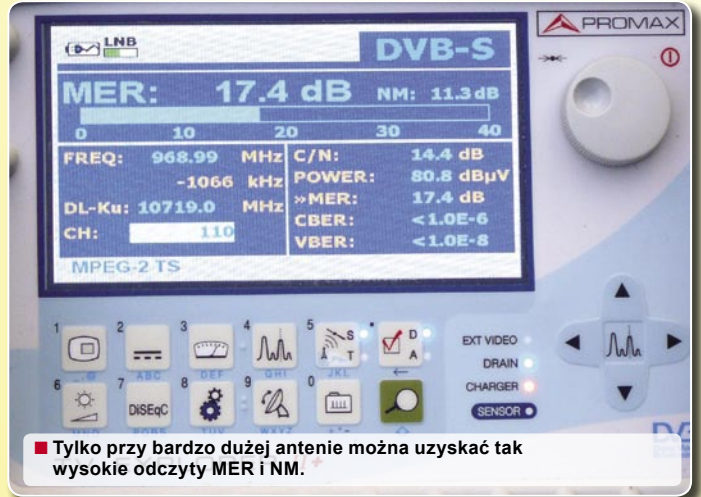 PROMAX
LNB
DVB-S
MER: 17.4 dB NM: 11.3 dB
0 10 20 30 40
FREQ: 968.99 MHz
-1066 kHz
DL-Ku: 10719.0 MHz
CH: 110
C/N: 14.4 dB
POWER: 80.8 dBµV
»MER: 17.4 dB
CBER: <1.0E-6
VBER: <1.0E-8
MPEG-2 TS
1 2 3 4 5 S T D A
ABC DEF GHI JKL
EXT VIDEO
DRAIN
CHARGER
SENSOR
6 7 8 9 0
DiSEqC
■ Tylko przy bardzo dużej antenie można uzyskać tak
wysokie odczyty MER i NM.